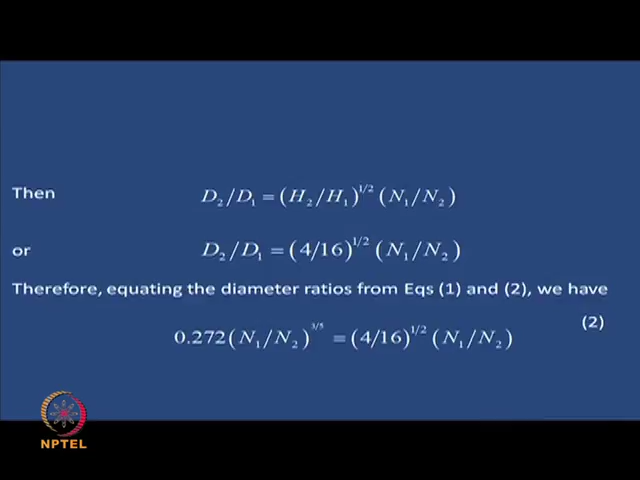 Then D₂/D₁ = (H₂/H₁)^1/2 (N₁/N₂)
or D₂/D₁ = (4/16)^1/2 (N₁/N₂)
Therefore, equating the diameter ratios from Eqs (1) and (2), we have
(2)
0.272(N₁/N₂)^3/5 = (4/16)^1/2 (N₁/N₂)
NPTEL